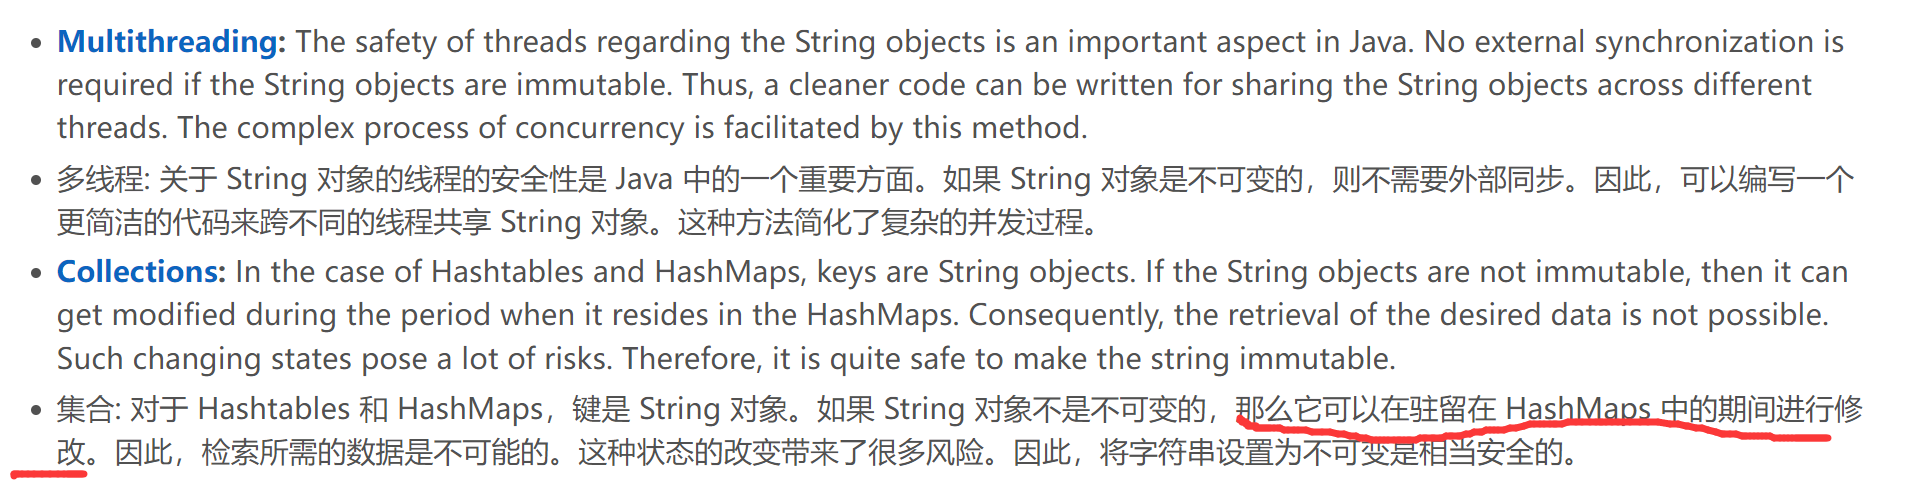 Multithreading: The safety of threads regarding the String objects is an important aspect in Java. No external synchronization is
required if the String objects are immutable. Thus, a cleaner code can be written for sharing the String objects across different
threads. The complex process of concurrency is facilitated by this method.
多线程: 关于 String 对象的线程的安全性是 Java 中的一个重要方面。如果 String 对象是不可变的，则不需要外部同步。因此，可以编写一个
更简洁的代码来跨不同的线程共享 String 对象。这种方法简化了复杂的并发过程。
Collections: In the case of Hashtables and HashMaps, keys are String objects. If the String objects are not immutable, then it can
get modified during the period when it resides in the HashMaps. Consequently, the retrieval of the desired data is not possible.
Such changing states pose a lot of risks. Therefore, it is quite safe to make the string immutable.
集合: 对于 Hashtables 和 HashMaps，键是 String 对象。如果 String 对象不是不可变的，那么它可以在驻留在 HashMaps 中的期间进行修
改。因此，检索所需的数据是不可能的。这种状态的改变带来了很多风险。因此，将字符串设置为不可变是相当安全的。